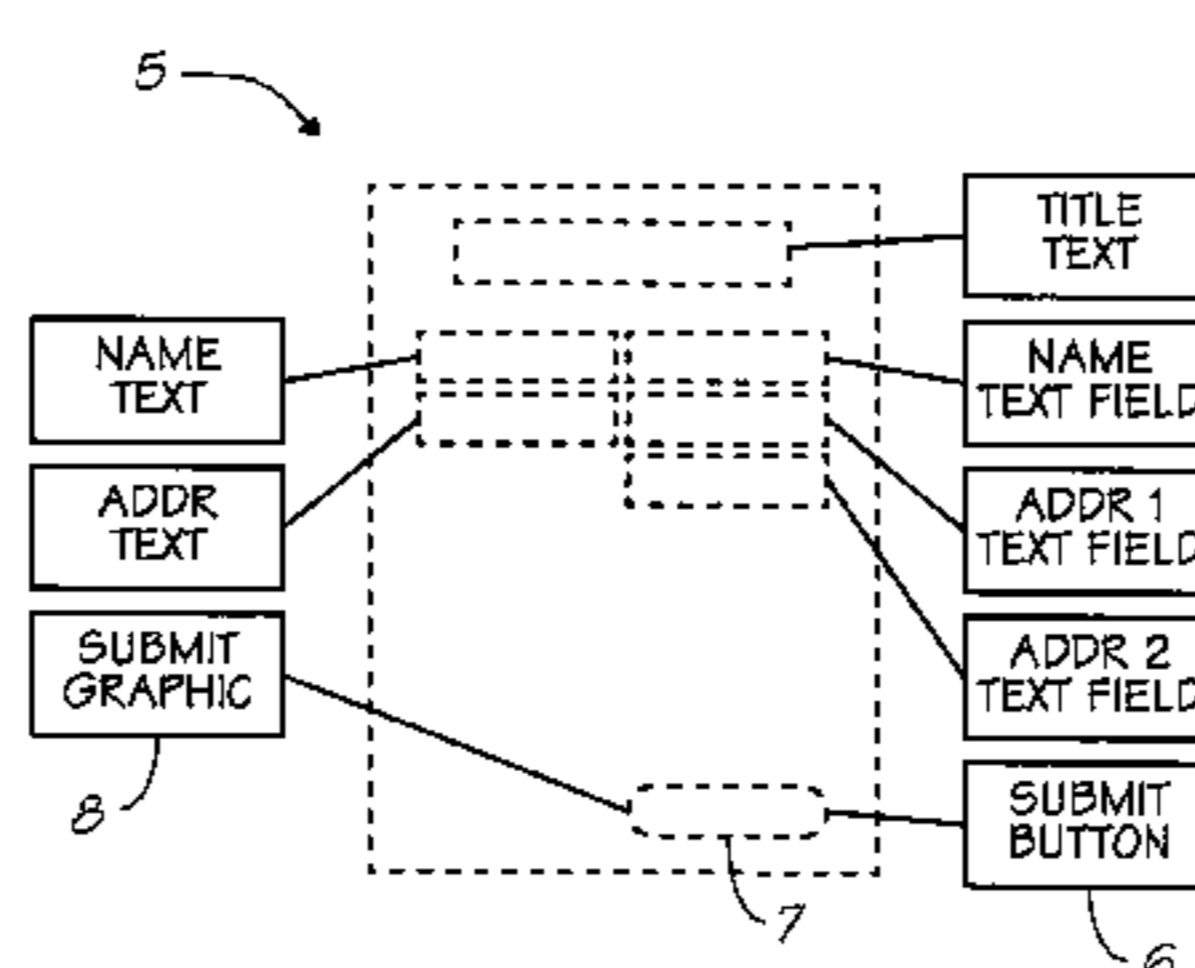 5
TITLE
TEXT
NAME
TEXT
NAME
TEXT FIELD
ADDR
TEXT
ADDR 1
TEXT FIELD
SUBMIT
GRAPHIC
ADDR 2
TEXT FIELD
SUBMIT
BUTTON
8
7
6